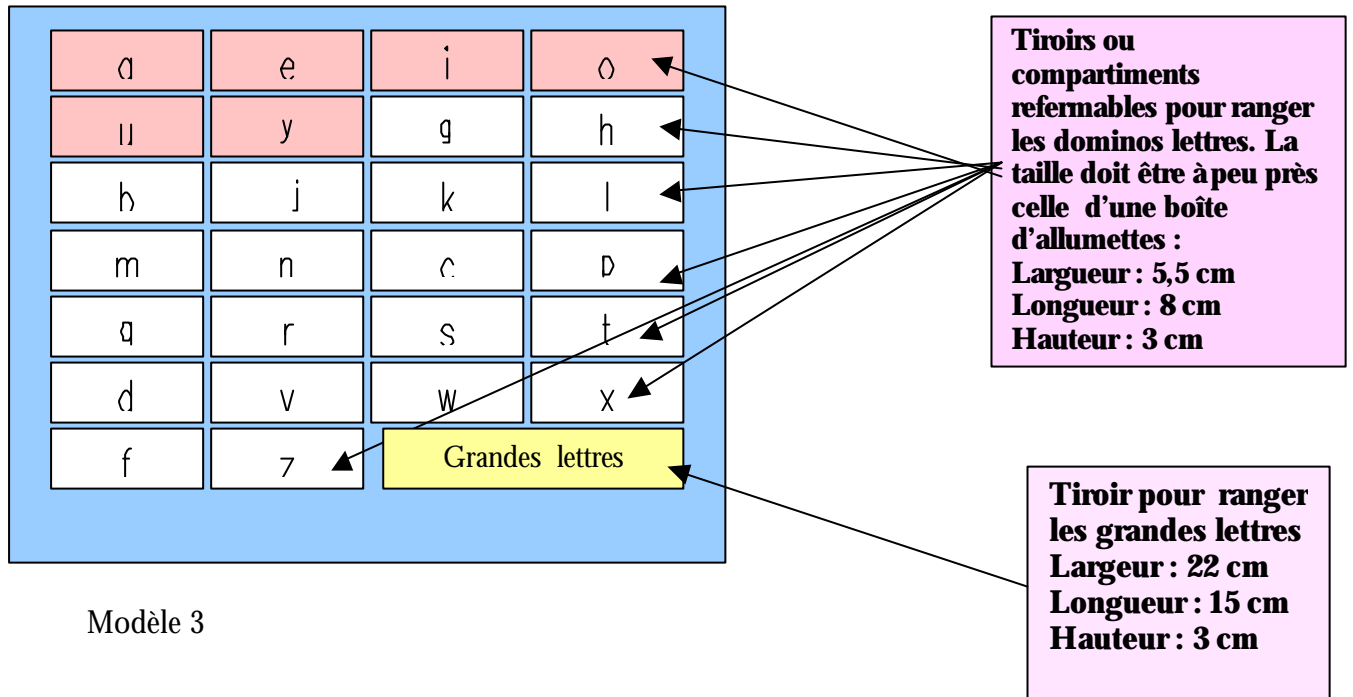 a e i o
u y g h
b j k l
m n c p
q r s t
d v w x
f z Grandes lettres
Tiroirs ou
compartiments
refermables pour ranger
les dominos lettres. La
taille doit être à peu près
celle d'une boîte
d'allumettes :
Largueur : 5,5 cm
Longueur : 8 cm
Hauteur : 3 cm
Tiroir pour ranger
les grandes lettres
Largeur : 22 cm
Longueur : 15 cm
Hauteur : 3 cm
Modèle 3